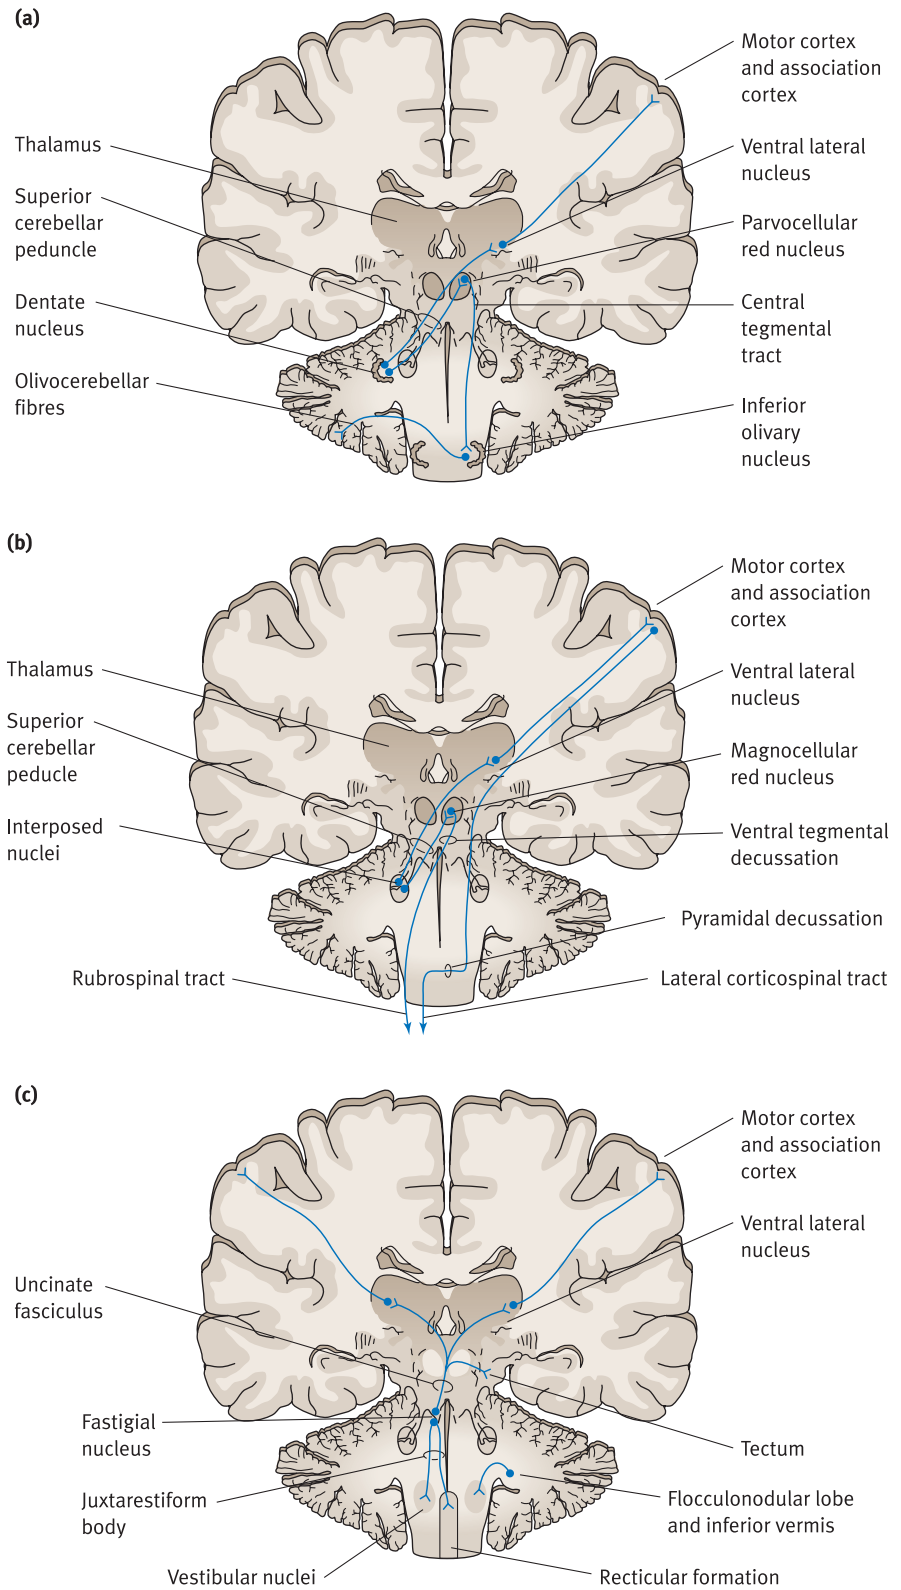 (a)
Motor cortex
and association
cortex
Thalamus
Ventral lateral
nucleus
Superior
cerebellar
peduncle
Parvocellular
red nucleus
Dentate
nucleus
Central
tegmental
tract
Olivocerebellar
fibres
Inferior
olivary
nucleus
(b)
Motor cortex
and association
cortex
Thalamus
Ventral lateral
nucleus
Superior
cerebellar
peducle
Magnocellular
red nucleus
Interposed
nuclei
Ventral tegmental
decussation
Pyramidal decussation
Rubrospinal tract
Lateral corticospinal tract
(c)
Motor cortex
and association
cortex
Ventral lateral
nucleus
Uncinate
fasciculus
Fastigial
nucleus
Tectum
Juxtarestiform
body
Flocculonodular lobe
and inferior vermis
Vestibular nuclei
Recticular formation